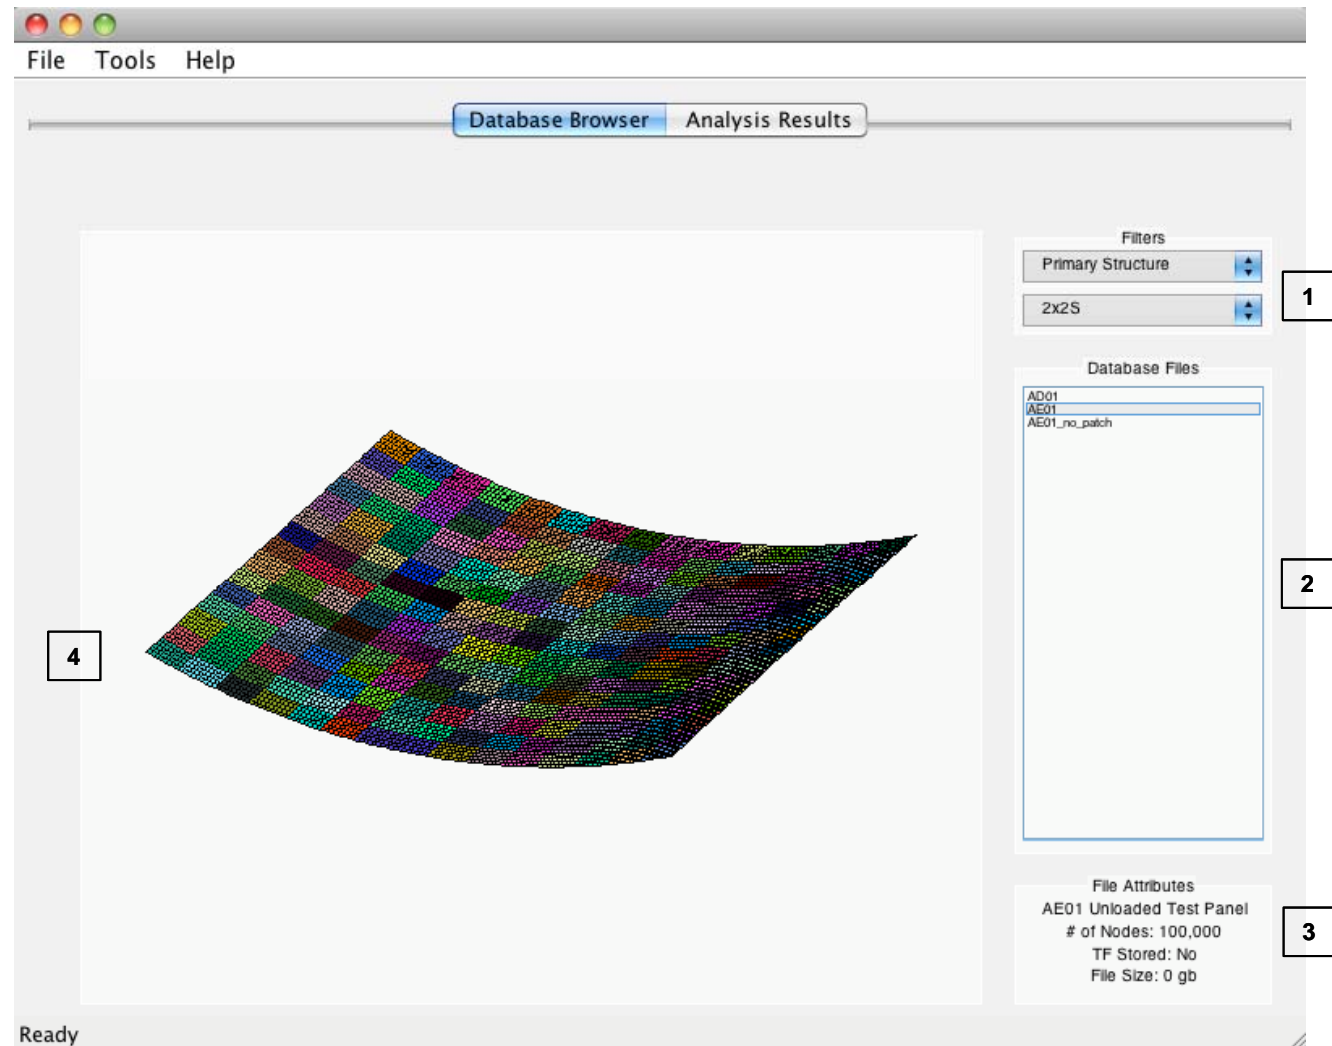 File Tools Help
Database Browser Analysis Results
Filters
Primary Structure
2x2S
1
Database Files
AD01
AE01
AE01_no_patch
2
4
File Attributes
AE01 Unloaded Test Panel
# of Nodes: 100,000
TF Stored: No
File Size: 0 gb
3
Ready